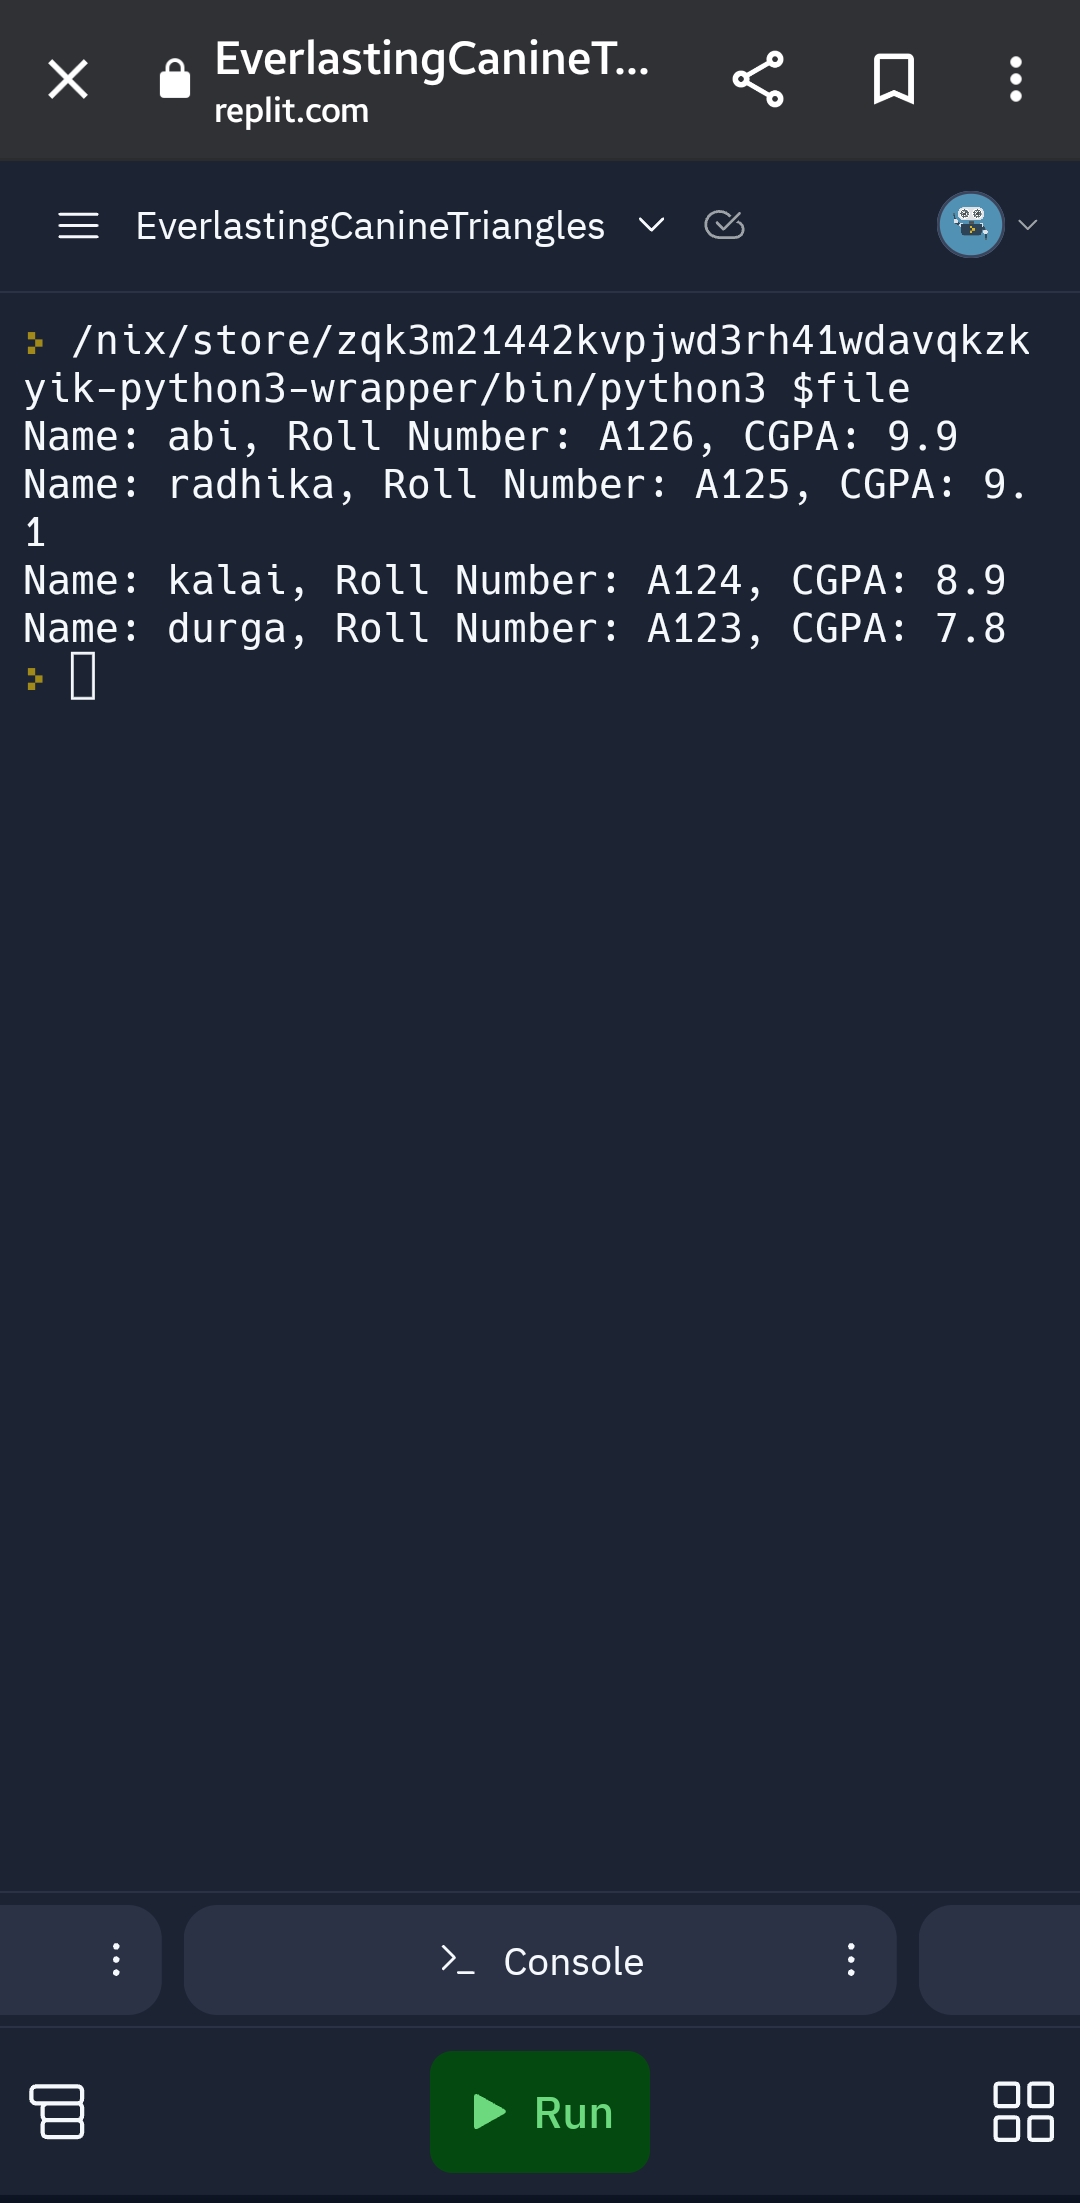 EverlastingCanineT...
replit.com
EverlastingCanineTriangles
/nix/store/zqk3m21442kvpjwd3rh41wdavqkzk
yik-python3-wrapper/bin/python3 $file
Name: abi, Roll Number: A126, CGPA: 9.9
Name: radhika, Roll Number: A125, CGPA: 9.
1
Name: kalai, Roll Number: A124, CGPA: 8.9
Name: durga, Roll Number: A123, CGPA: 7.8
Console
Run